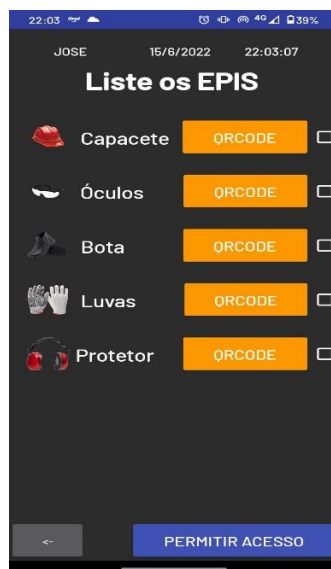 22:03 4G 39%
JOSE 15/6/2022 22:03:07
Liste os EPIS
Capacete QRCODE
Óculos QRCODE
Bota QRCODE
Luvas QRCODE
Protetor QRCODE
<- PERMITIR ACESSO